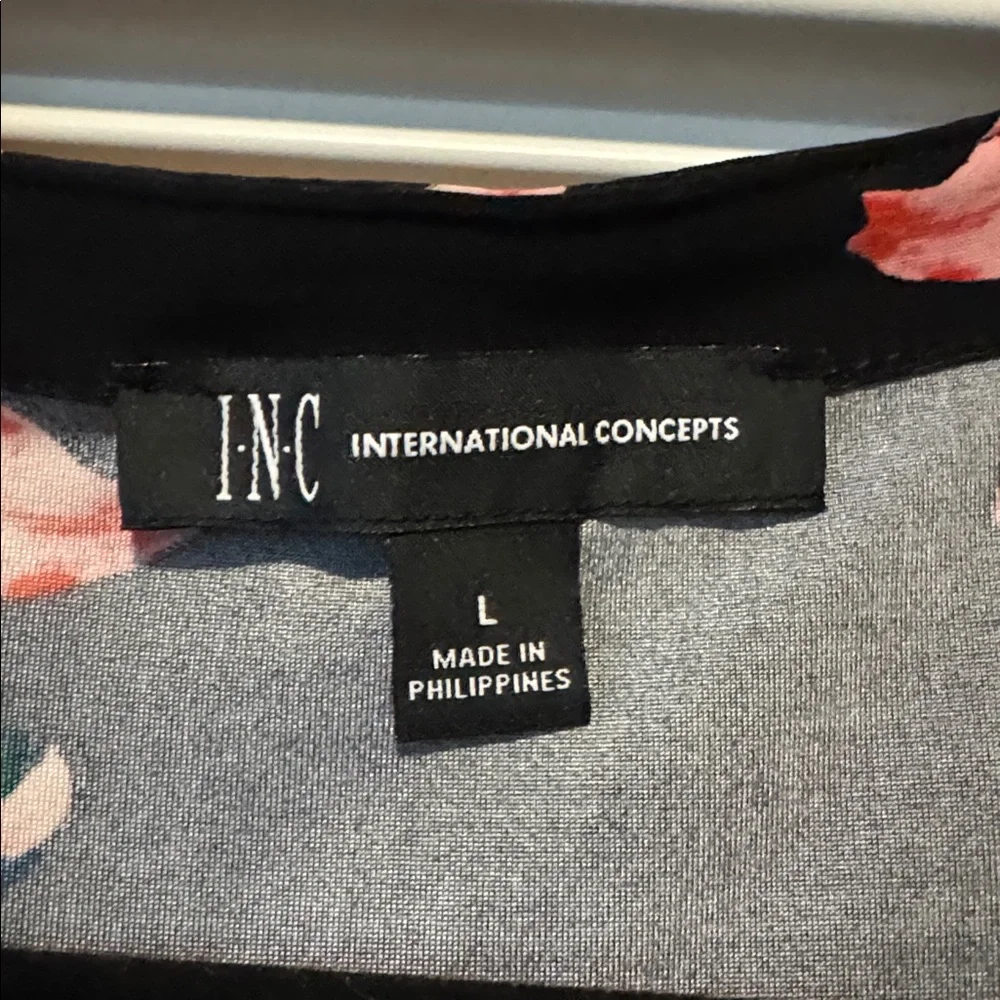 I·N·C INTERNATIONAL CONCEPTS
L
MADE IN
PHILIPPINES